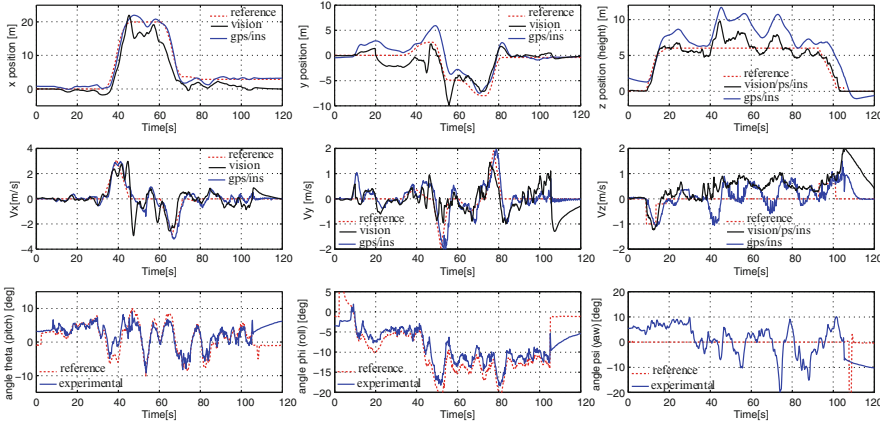 x position [m]
20
10
0
0 20 40 60 80 100 120
Time[s]
reference
vision
gps/ins
y position [m]
10
5
0
−5
−10
0 20 40 60 80 100 120
Time[s]
reference
vision
gps/ins
z position (height) [m]
10
5
0
0 20 40 60 80 100 120
Time[s]
reference
vision/ps/ins
gps/ins
Vx[m/s]
4
2
0
−2
−4
0 20 40 60 80 100 120
Time[s]
reference
vision
gps/ins
Vy [m/s]
2
1
0
−1
−2
0 20 40 60 80 100 120
Time[s]
reference
vision
gps/ins
Vz[m/s]
2
1
0
−1
−2
0 20 40 60 80 100 120
Time[s]
reference
vision/ps/ins
gps/ins
angle theta (pitch) [deg]
10
0
−10
0 20 40 60 80 100 120
Time[s]
reference
experimental
angle phi (roll) [deg]
5
0
−5
−10
−15
−20
0 20 40 60 80 100 120
Time[s]
reference
experimental
angle psi (yaw) [deg]
20
10
0
−10
−20
0 20 40 60 80 100 120
Time[s]
reference
experimental